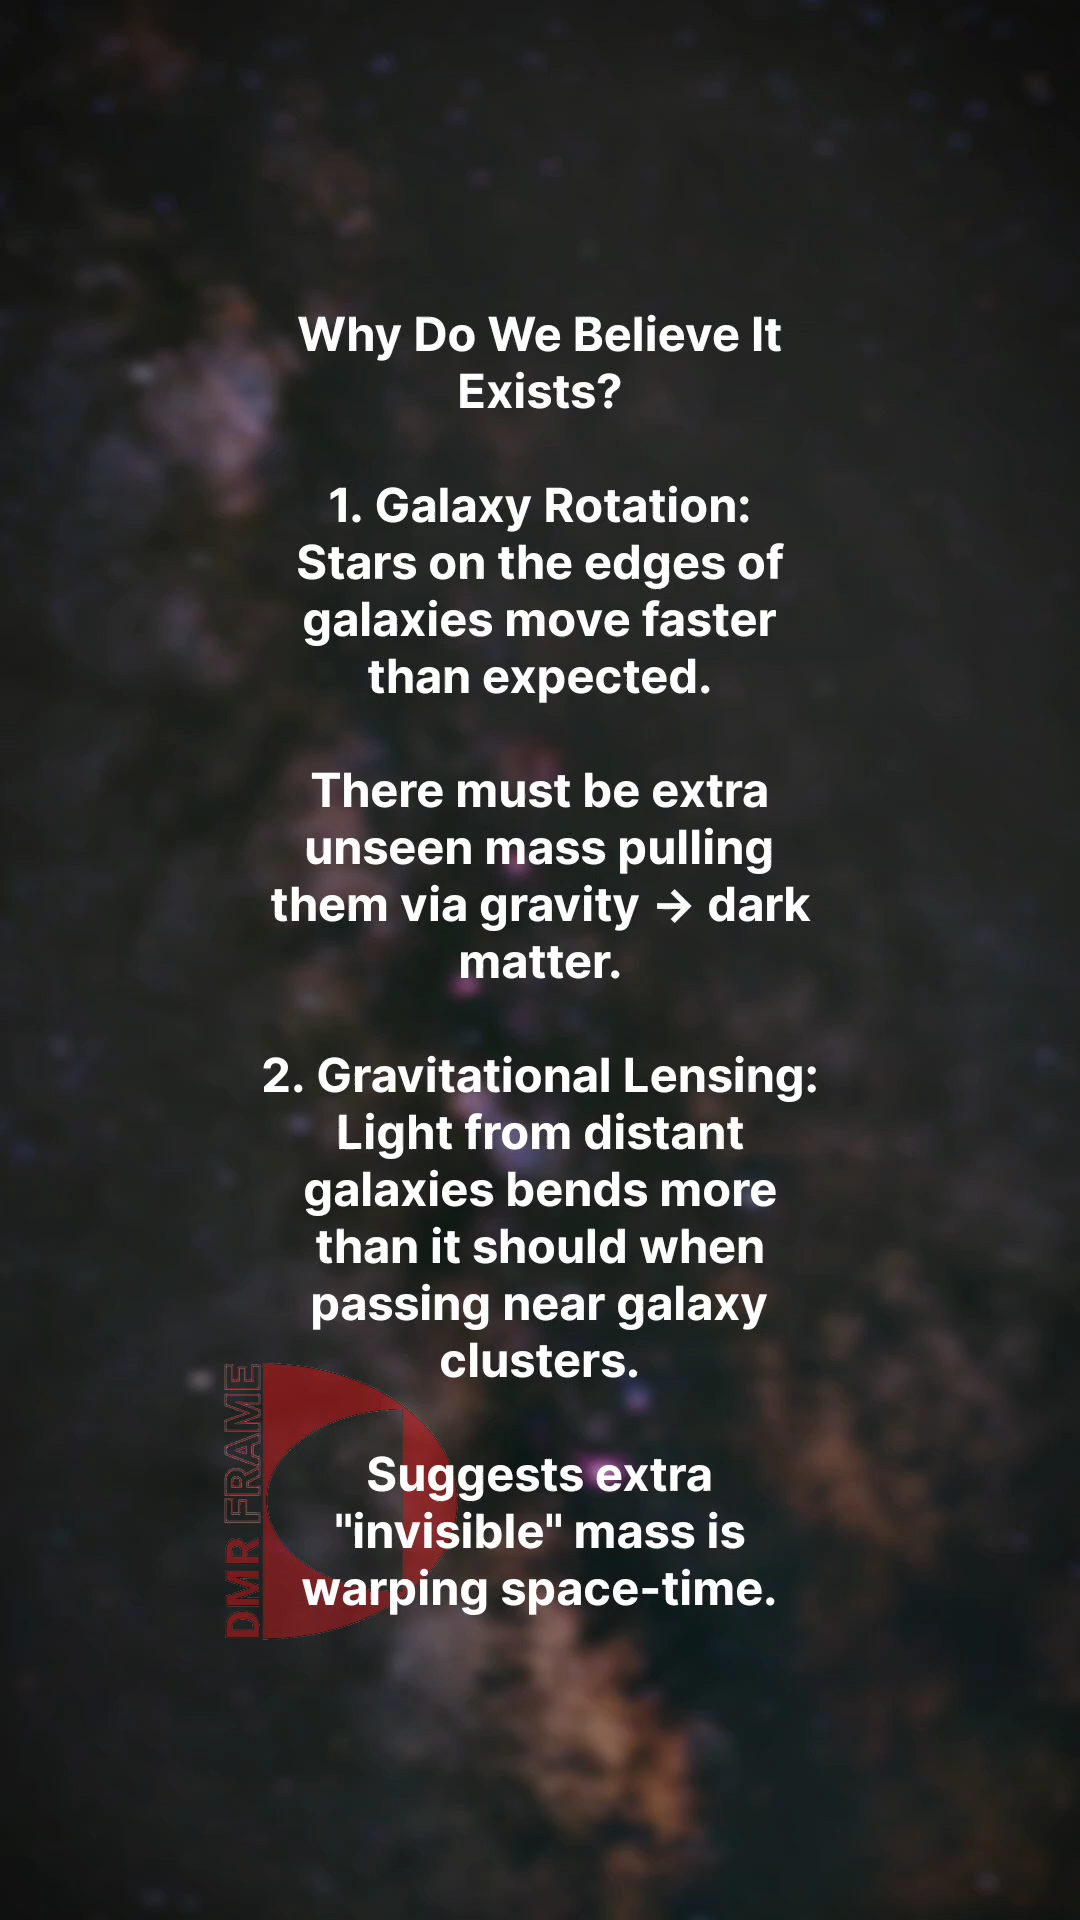 Why Do We Believe It
Exists?
1. Galaxy Rotation:
Stars on the edges of
galaxies move faster
than expected.
There must be extra
unseen mass pulling
them via gravity → dark
matter.
2. Gravitational Lensing:
Light from distant
galaxies bends more
than it should when
passing near galaxy
clusters.
Suggests extra
"invisible" mass is
warping space-time.
DMR FRAME